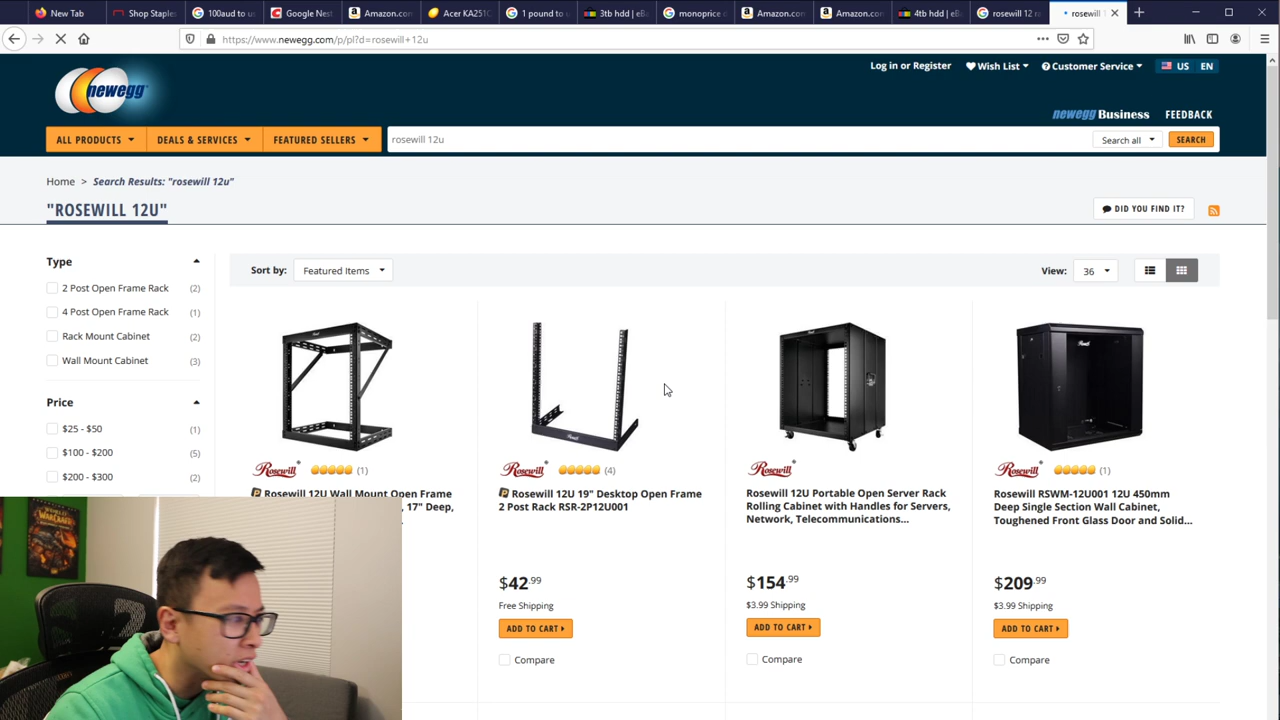 New Tab
Shop Staples
100aud to us
Google Nest
Amazon.com
Acer KA251Q
1 pound to u
3tb hdd | eBa
monoprice d
Amazon.com
Amazon.com
4tb hdd | eBa
rosewill 12 ra
rosewill 1
https://www.newegg.com/p/pl?d=rosewill+12u
newegg
Log in or Register
Wish List
Customer Service
US
EN
newegg Business
FEEDBACK
ALL PRODUCTS
DEALS & SERVICES
FEATURED SELLERS
rosewill 12u
Search all
SEARCH
Home > Search Results: "rosewill 12u"
"ROSEWILL 12U"
DID YOU FIND IT?
Type
2 Post Open Frame Rack (2)
4 Post Open Frame Rack (1)
Rack Mount Cabinet (2)
Wall Mount Cabinet (3)
Price
$25 - $50 (1)
$100 - $200 (5)
$200 - $300 (2)
Sort by: Featured Items
View: 36
Rosewill (1)
Rosewill 12U Wall Mount Open Frame
, 17" Deep,
Rosewill (4)
Rosewill 12U 19" Desktop Open Frame
2 Post Rack RSR-2P12U001
$42.99
Free Shipping
ADD TO CART
Compare
Rosewill
Rosewill 12U Portable Open Server Rack
Rolling Cabinet with Handles for Servers,
Network, Telecommunications...
$154.99
$3.99 Shipping
ADD TO CART
Compare
Rosewill (1)
Rosewill RSWM-12U001 12U 450mm
Deep Single Section Wall Cabinet,
Toughened Front Glass Door and Solid...
$209.99
$3.99 Shipping
ADD TO CART
Compare
WARCRAFT